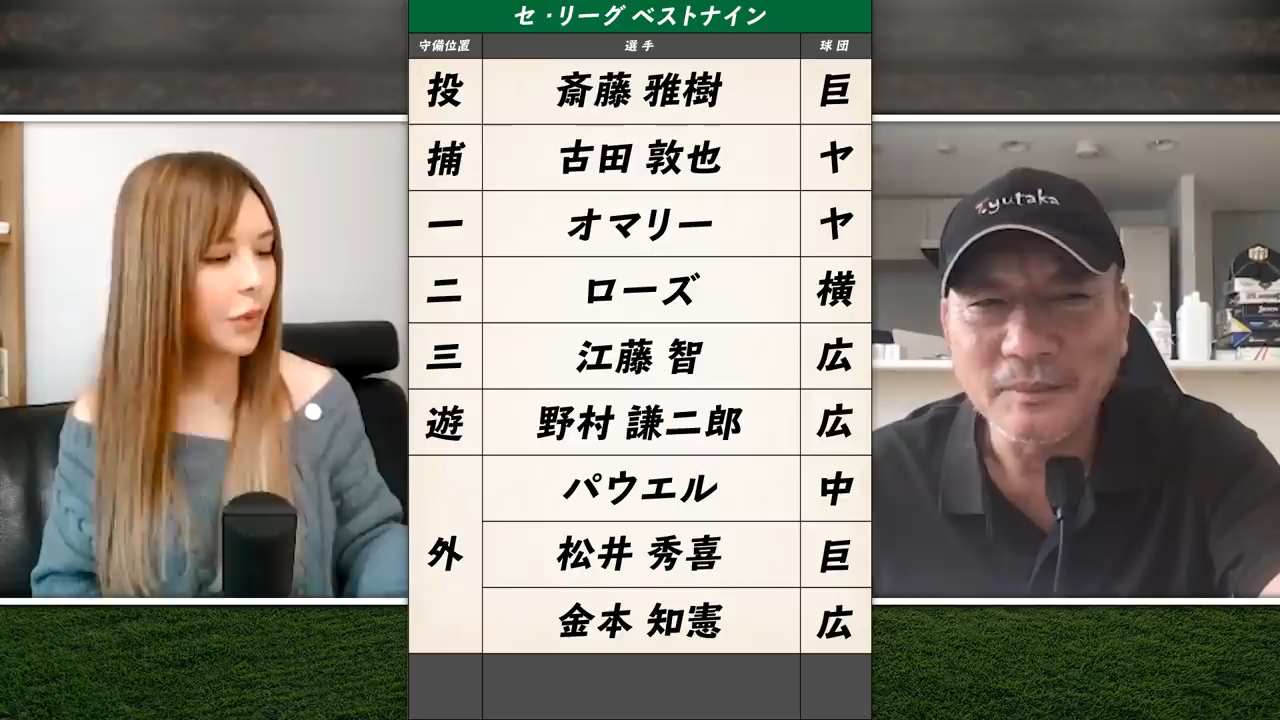 セ・リーグ ベストナイン
守備位置 選手 球団
投 斎藤 雅樹 巨
捕 古田 敦也 ヤ
一 オマリー ヤ
二 ローズ 横
三 江藤 智 広
遊 野村 謙二郎 広
外 パウエル 中
松井 秀喜 巨
金本 知憲 広
yutaka